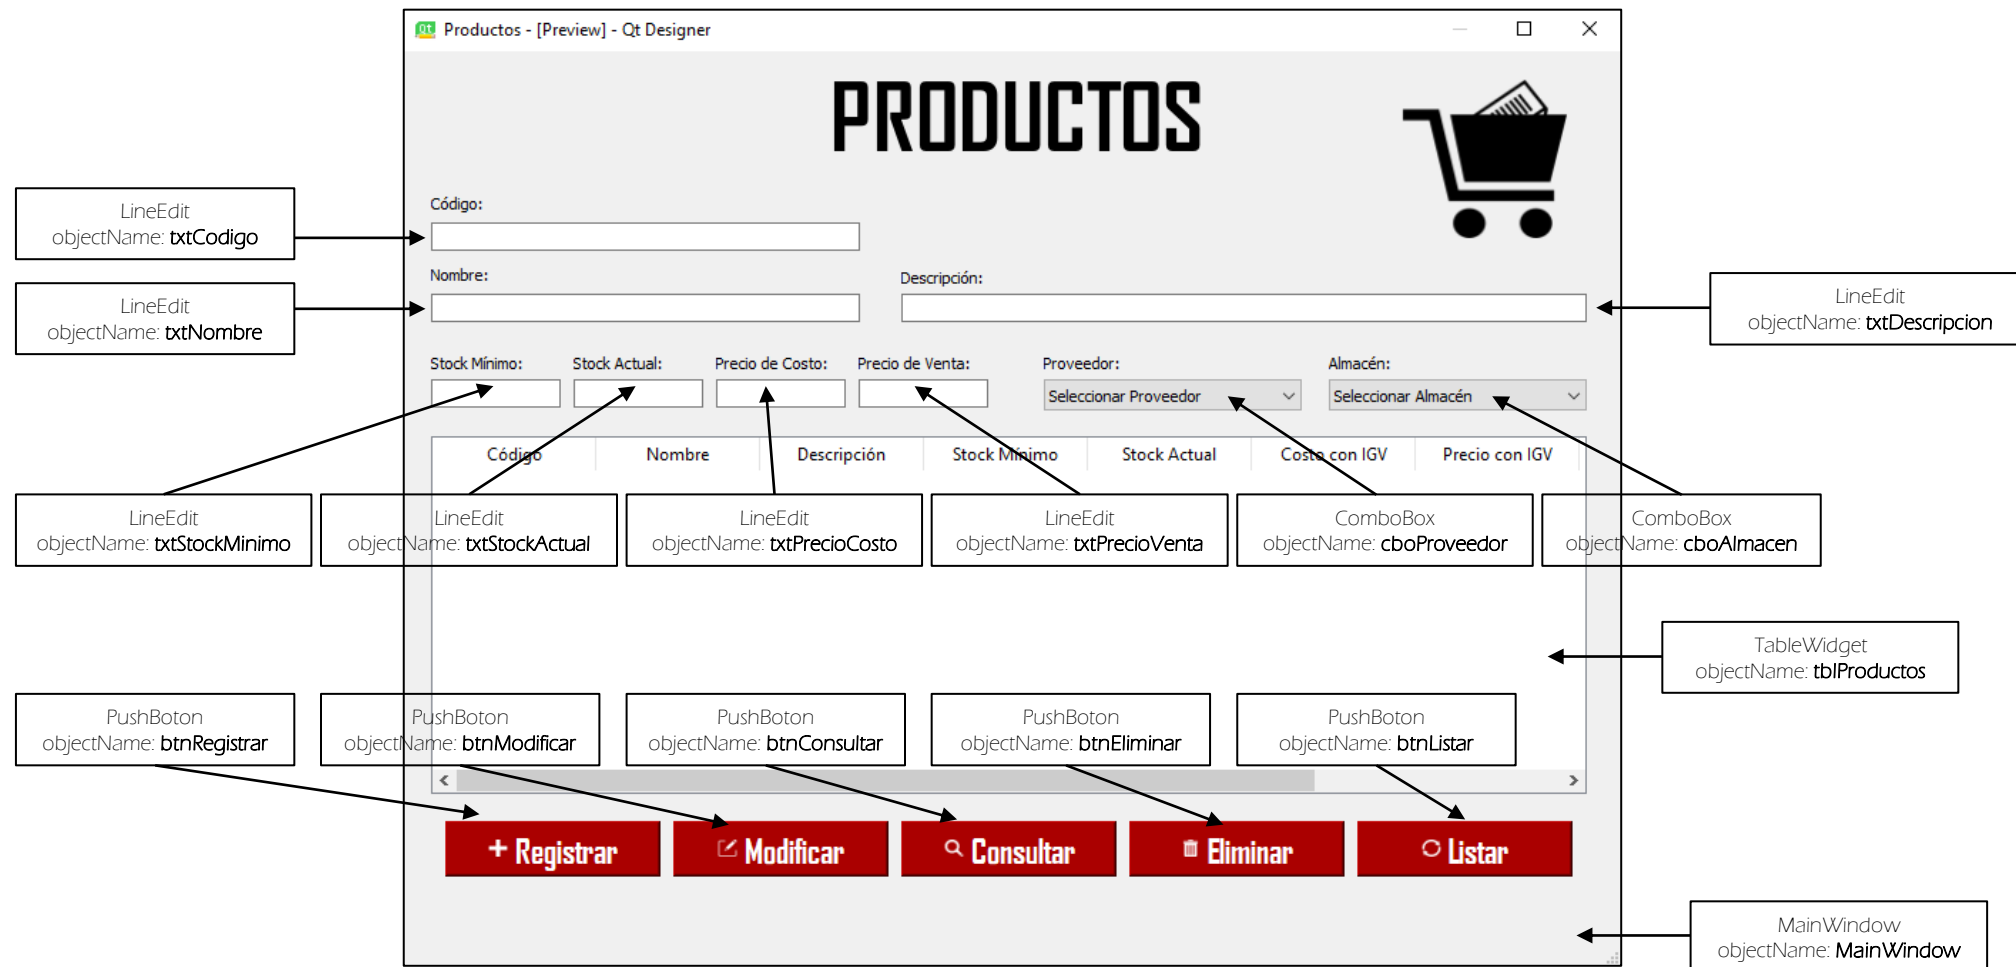 Productos - [Preview] - Qt Designer
PRODUCTOS
LineEdit
objectName: txtCodigo
Código:
LineEdit
objectName: txtNombre
Nombre:
Descripción:
LineEdit
objectName: txtDescripcion
Stock Mínimo:
Stock Actual:
Precio de Costo:
Precio de Venta:
Proveedor:
Almacén:
Seleccionar Proveedor
Seleccionar Almacén
Código
Nombre
Descripción
Stock Mínimo
Stock Actual
Costo con IGV
Precio con IGV
LineEdit
objectName: txtStockMinimo
LineEdit
objectName: txtStockActual
LineEdit
objectName: txtPrecioCosto
LineEdit
objectName: txtPrecioVenta
ComboBox
objectName: cboProveedor
ComboBox
objectName: cboAlmacen
TableWidget
objectName: tblProductos
PushBoton
objectName: btnRegistrar
PushBoton
objectName: btnModificar
PushBoton
objectName: btnConsultar
PushBoton
objectName: btnEliminar
PushBoton
objectName: btnListar
Registrar
Modificar
Consultar
Eliminar
Listar
MainWindow
objectName: MainWindow